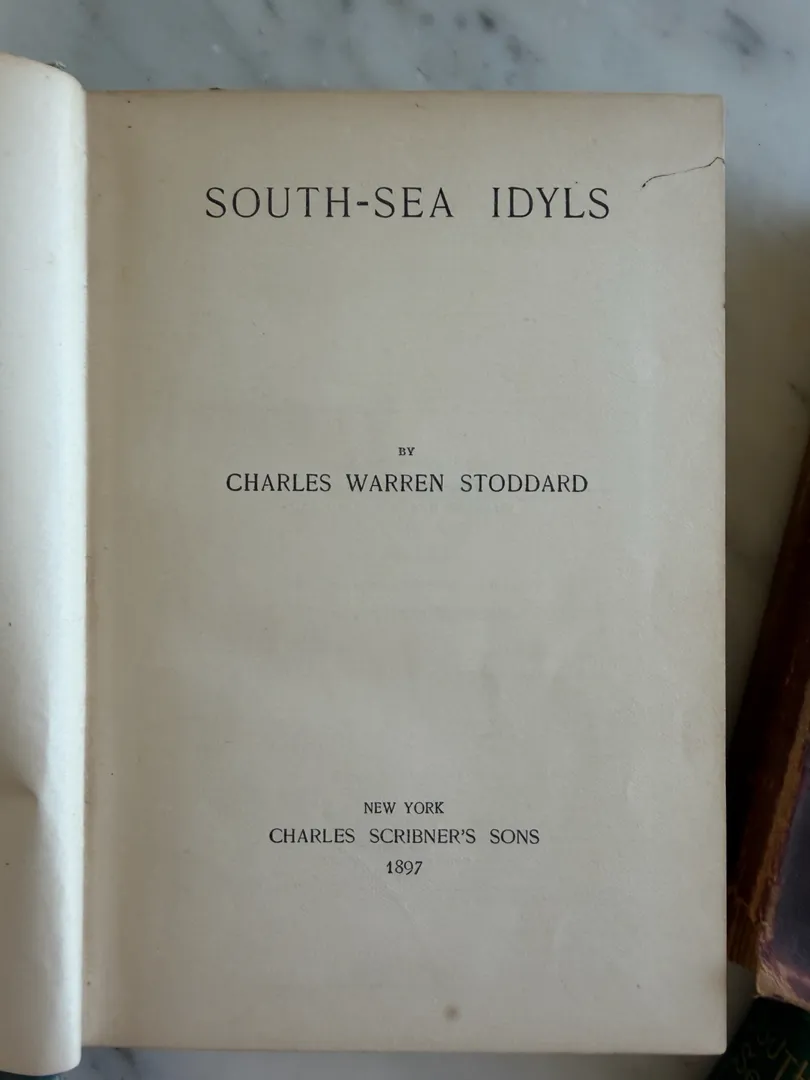 SOUTH-SEA IDYLS
BY
CHARLES WARREN STODDARD
NEW YORK
CHARLES SCRIBNER'S SONS
1897